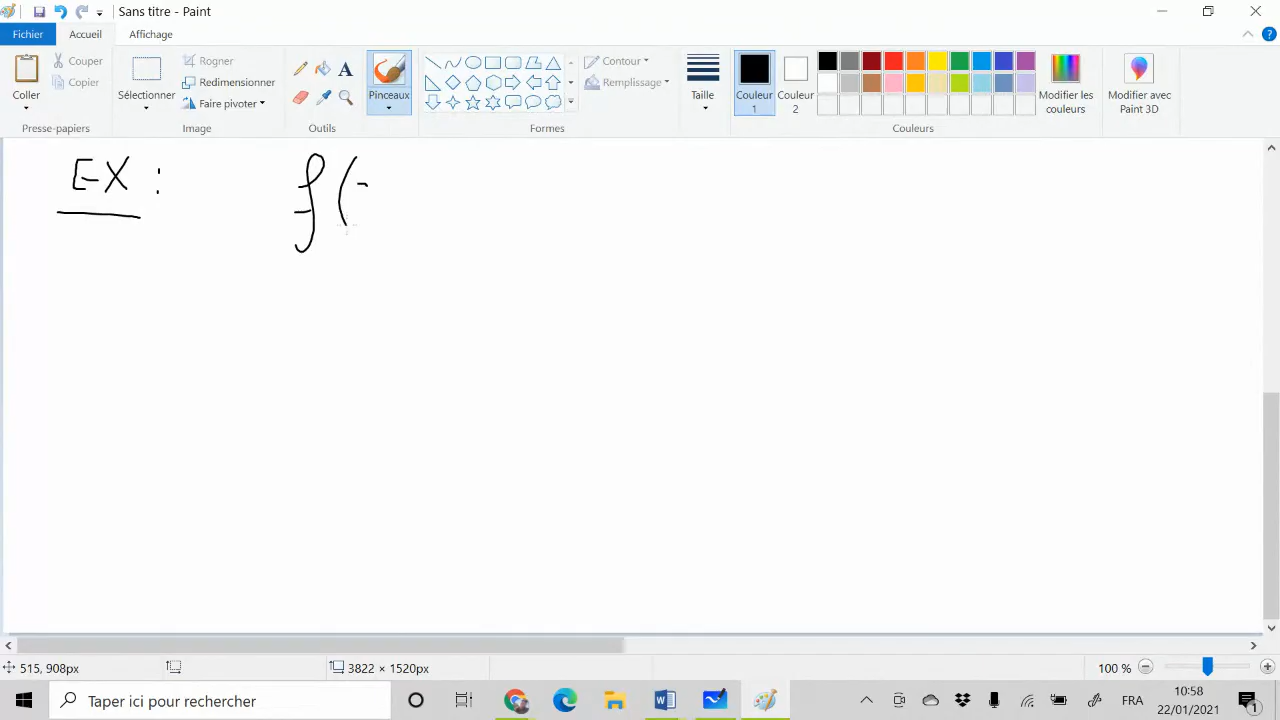 Sans titre - Paint
Fichier Accueil Affichage
Coller
Couper
Copier
Presse-papiers
Sélectionner
Rogner
Redimensionner
Faire pivoter
Image
A
Outils
Pinceaux
Contour
Remplissage
Formes
Taille
Couleur 1
Couleur 2
Modifier les couleurs
Couleurs
Modifier avec Paint 3D
EX : f(
515, 908px 3822 × 1520px 100 %
Taper ici pour rechercher FRA 10:58
22/01/2021 1